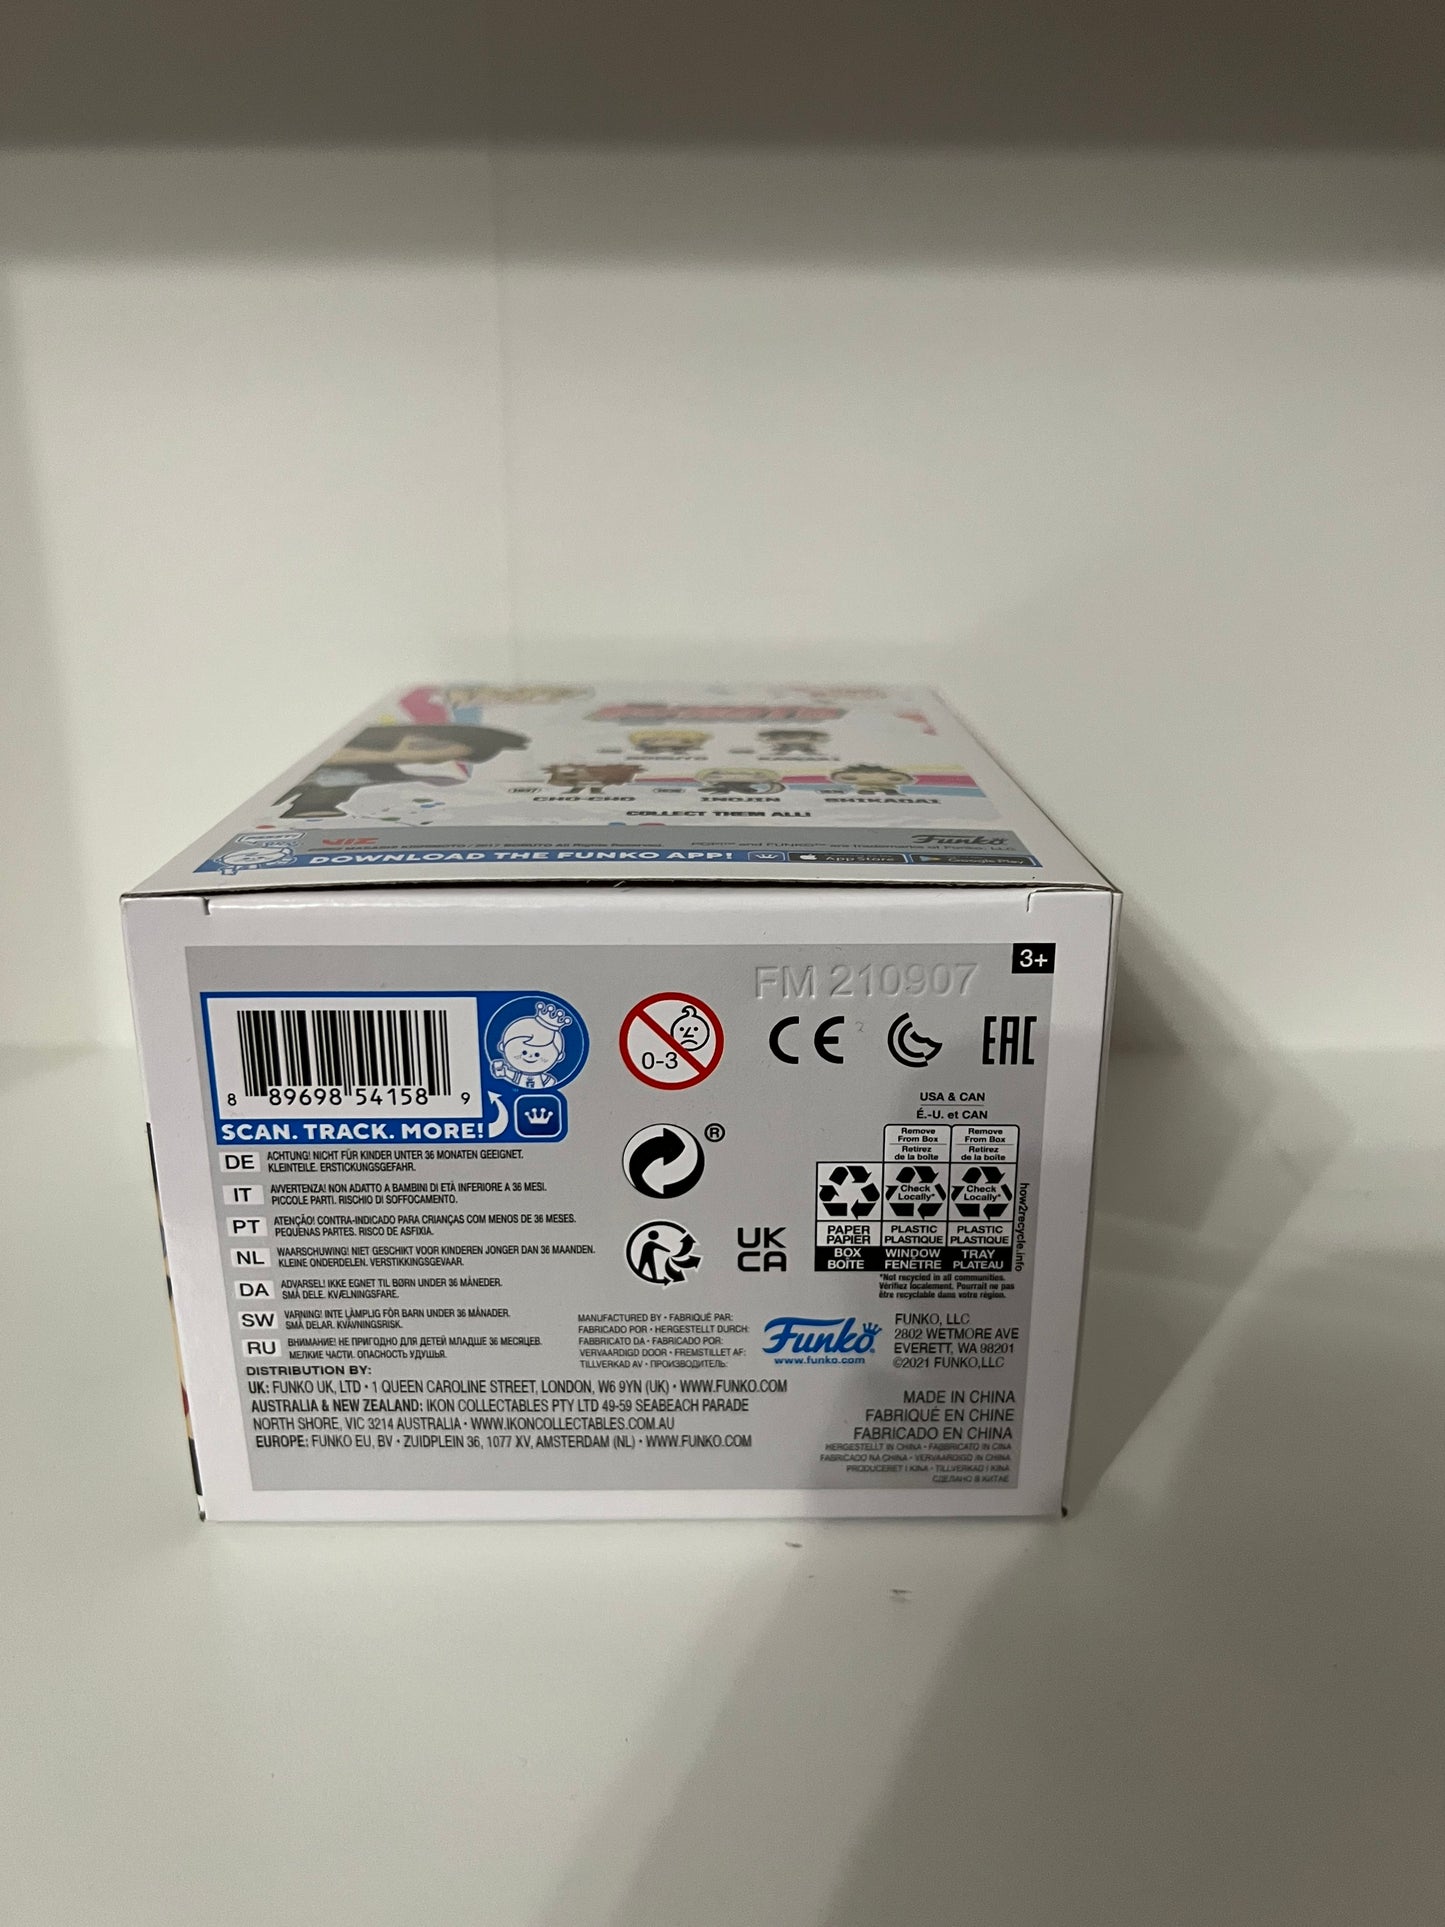 BORUTO
BORUTO
KAWAKI
CHO-CHO
INOJIN
SHIKADAI
COLLECT THEM ALL!
VIZ
Funko
DOWNLOAD THE FUNKO APP!
App Store
Google Play
3+
FM 210907
8 89698 54158 9
SCAN. TRACK. MORE!
0-3
CE
EAC
USA & CAN
É.-U. et CAN
Remove From Box
Retirez de la boîte
Remove From Box
Retirez de la boîte
Check Locally*
Check Locally*
PAPER PAPIER
PLASTIC PLASTIQUE
PLASTIC PLASTIQUE
BOX BOÎTE
WINDOW FENÊTRE
TRAY PLATEAU
how2recycle.info
*Not recycled in all communities.
Vérifiez localement. Pourrait ne pas
être recyclable dans votre région.
®
UK
CA
DE ACHTUNG! NICHT FÜR KINDER UNTER 36 MONATEN GEEIGNET.
KLEINTEILE. ERSTICKUNGSGEFAHR.
IT AVVERTENZA! NON ADATTO A BAMBINI DI ETÀ INFERIORE A 36 MESI.
PICCOLE PARTI. RISCHIO DI SOFFOCAMENTO.
PT ATENÇÃO! CONTRA-INDICADO PARA CRIANÇAS COM MENOS DE 36 MESES.
PEQUENAS PARTES. RISCO DE ASFIXIA.
NL WAARSCHUWING! NIET GESCHIKT VOOR KINDEREN JONGER DAN 36 MAANDEN.
KLEINE ONDERDELEN. VERSTIKKINGSGEVAAR.
DA ADVARSEL! IKKE EGNET TIL BØRN UNDER 36 MÅNEDER.
SMÅ DELE. KVÆLNINGSFARE.
SW VARNING! INTE LÄMPLIG FÖR BARN UNDER 36 MÅNADER.
SMÅ DELAR. KVÄVNINGSRISK.
RU ВНИМАНИЕ! НЕ ПРИГОДНО ДЛЯ ДЕТЕЙ МЛАДШЕ 36 МЕСЯЦЕВ.
МЕЛКИЕ ЧАСТИ. ОПАСНОСТЬ УДУШЬЯ.
MANUFACTURED BY • FABRIQUÉ PAR:
FABRICADO POR • HERGESTELLT DURCH:
FABBRICATO DA • FABRICADO POR:
VERVAARDIGD DOOR • FREMSTILLET AF:
TILLVERKAD AV • ПРОИЗВОДИТЕЛЬ:
Funko
www.funko.com
FUNKO, LLC
2802 WETMORE AVE
EVERETT, WA 98201
©2021 FUNKO,LLC
DISTRIBUTION BY:
UK: FUNKO UK, LTD • 1 QUEEN CAROLINE STREET, LONDON, W6 9YN (UK) • WWW.FUNKO.COM
AUSTRALIA & NEW ZEALAND: IKON COLLECTABLES PTY LTD 49-59 SEABEACH PARADE
NORTH SHORE, VIC 3214 AUSTRALIA • WWW.IKONCOLLECTABLES.COM.AU
EUROPE: FUNKO EU, BV • ZUIDPLEIN 36, 1077 XV, AMSTERDAM (NL) • WWW.FUNKO.COM
MADE IN CHINA
FABRIQUÉ EN CHINE
FABRICADO EN CHINA
HERGESTELLT IN CHINA • FABBRICATO IN CINA
FABRICADO NA CHINA • VERVAARDIGD IN CHINA
PRODUCERET I KINA • TILLVERKAD I KINA
СДЕЛАНО В КИТАЕ